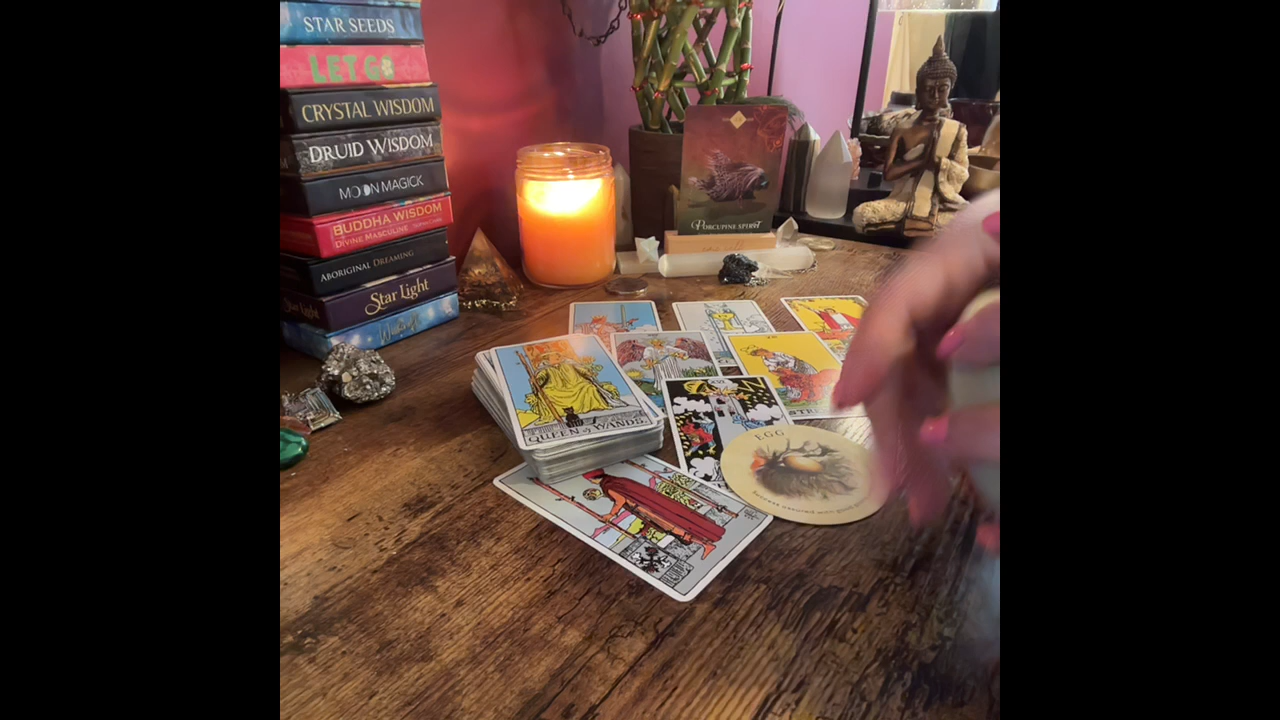 STAR SEEDS
LET GO
CRYSTAL WISDOM
DRUID WISDOM
MOON MAGICK
BUDDHA WISDOM
DIVINE MASCULINE
ABORIGINAL DREAMING
Star Light
PORCUPINE SPIRIT
QUEEN of WANDS
EGG